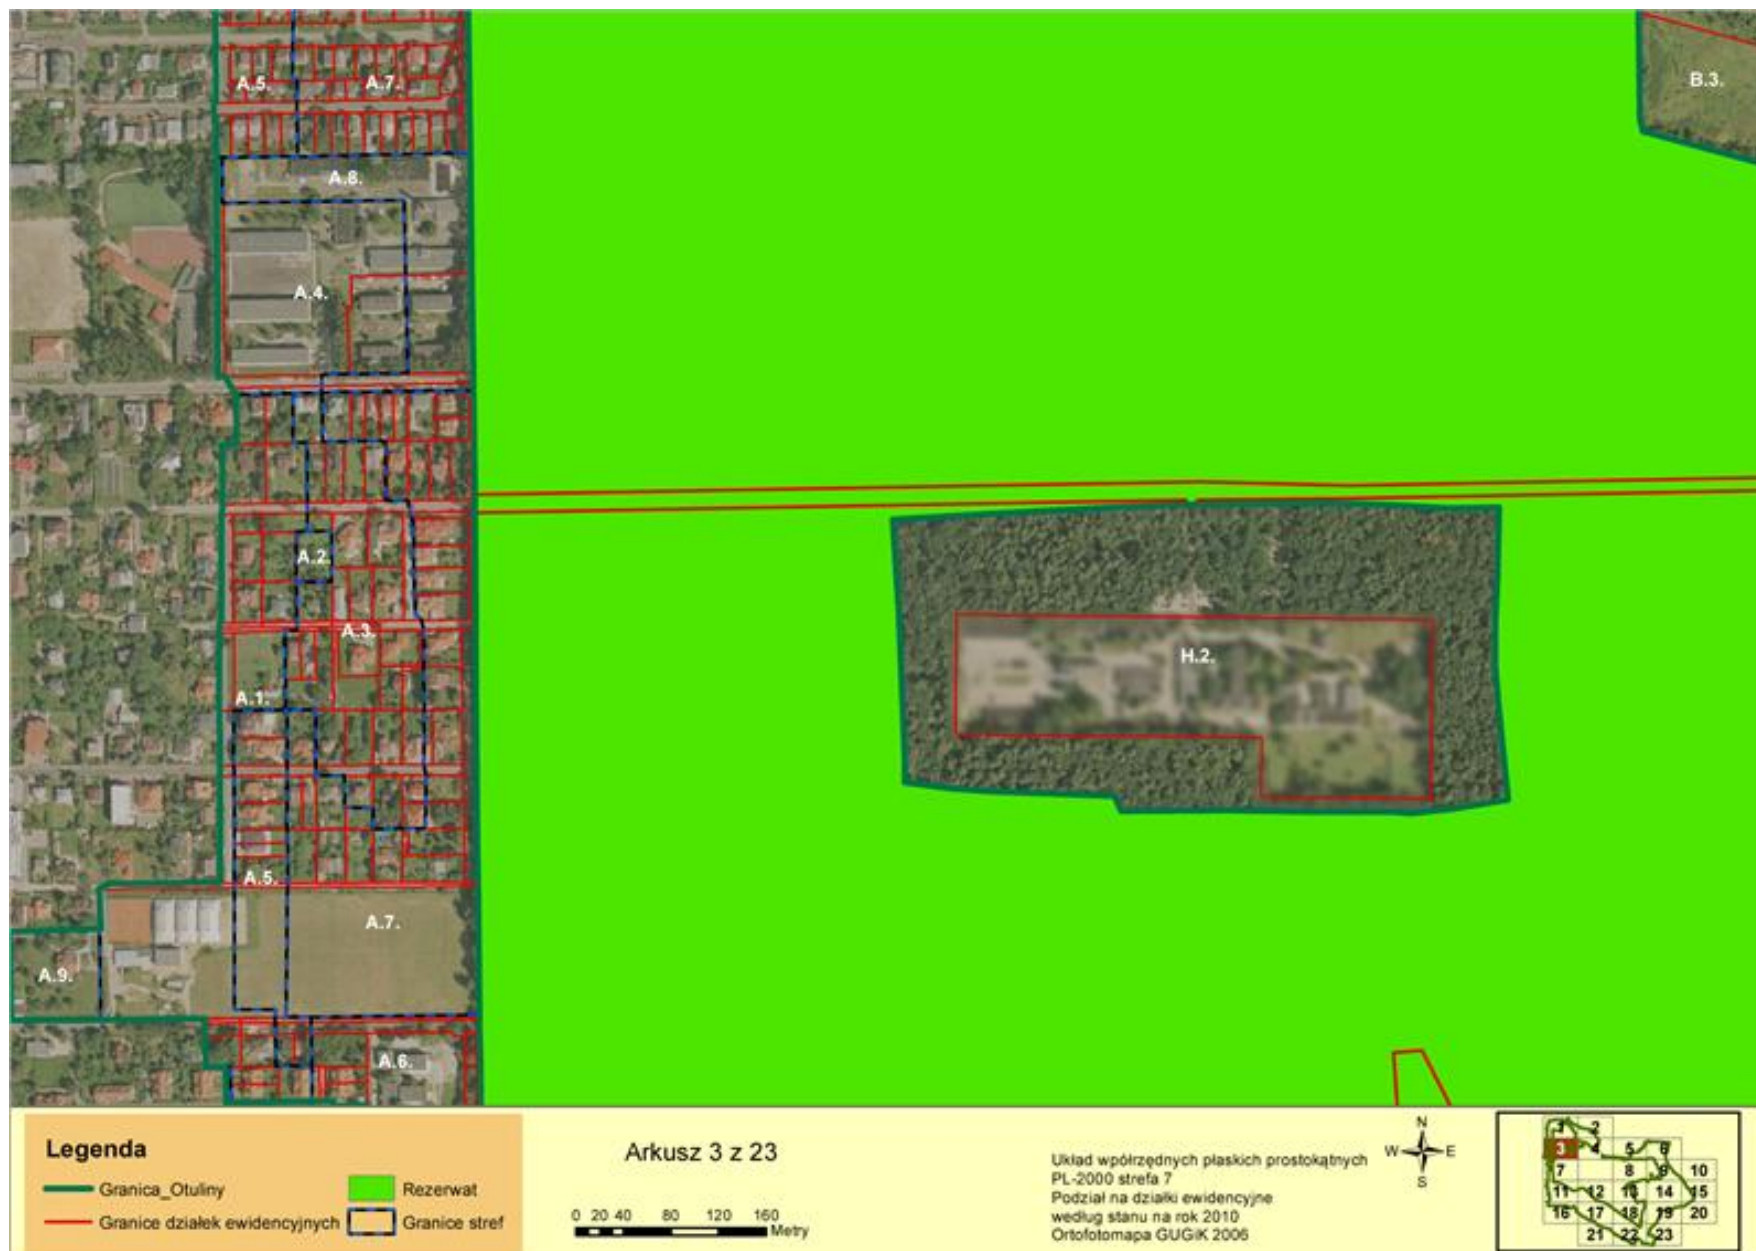 A.5.
A.7.
B.3.
A.8.
A.4.
A.2.
A.3.
H.2.
A.1.
A.5.
A.7.
A.9.
A.6.
Legenda
Granica_Otuliny
Rezerwat
Granice działek ewidencyjnych
Granice stref
Arkusz 3 z 23
0 20 40 80 120 160
Metry
Układ wpółrzędnych płaskich prostokątnych
PL-2000 strefa 7
Podział na działki ewidencyjne
według stanu na rok 2010
Ortofotomapa GUGiK 2006
N
W E
S
1 2
3 4 5 6
7 8 9 10
11 12 13 14 15
16 17 18 19 20
21 22 23